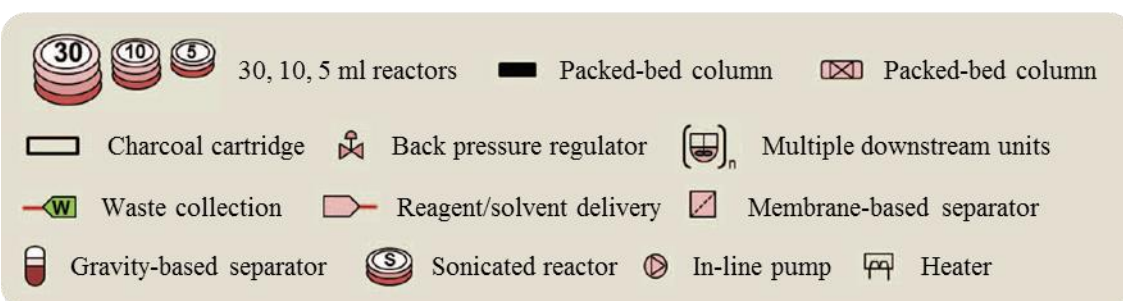 30 10 5 30, 10, 5 ml reactors Packed-bed column Packed-bed column
Charcoal cartridge Back pressure regulator n Multiple downstream units
W Waste collection Reagent/solvent delivery Membrane-based separator
Gravity-based separator S Sonicated reactor In-line pump Heater